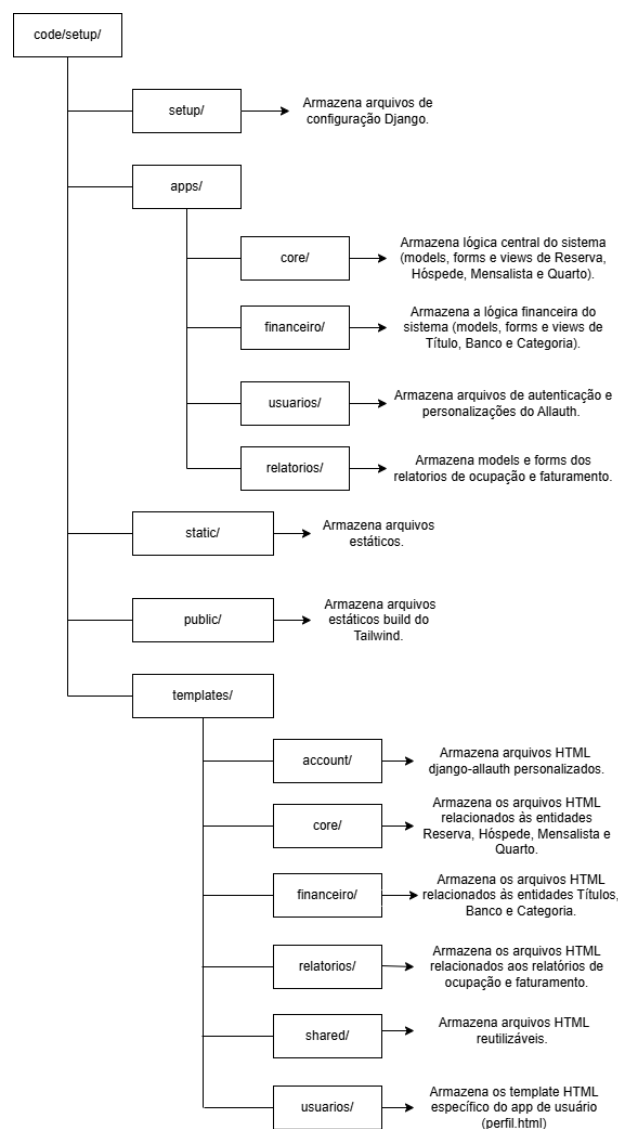 code/setup/
setup/
Armazena arquivos de
configuração Django.
apps/
core/
Armazena lógica central do sistema
(models, forms e views de Reserva,
Hóspede, Mensalista e Quarto).
financeiro/
Armazena a lógica financeira do
sistema (models, forms e views de
Título, Banco e Categoria).
usuarios/
Armazena arquivos de autenticação e
personalizações do Allauth.
relatorios/
Armazena models e forms dos
relatorios de ocupação e faturamento.
static/
Armazena arquivos
estáticos.
public/
Armazena arquivos
estáticos build do
Tailwind.
templates/
account/
Armazena arquivos HTML
django-allauth personalizados.
core/
Armazena os arquivos HTML
relacionados às entidades
Reserva, Hóspede, Mensalista e
Quarto.
financeiro/
Armazena os arquivos HTML
relacionados às entidades Títulos,
Banco e Categoria.
relatorios/
Armazena os arquivos HTML
relacionados aos relatórios de
ocupação e faturamento.
shared/
Armazena arquivos HTML
reutilizáveis.
usuarios/
Armazena os template HTML
específico do app de usuário
(perfil.html)